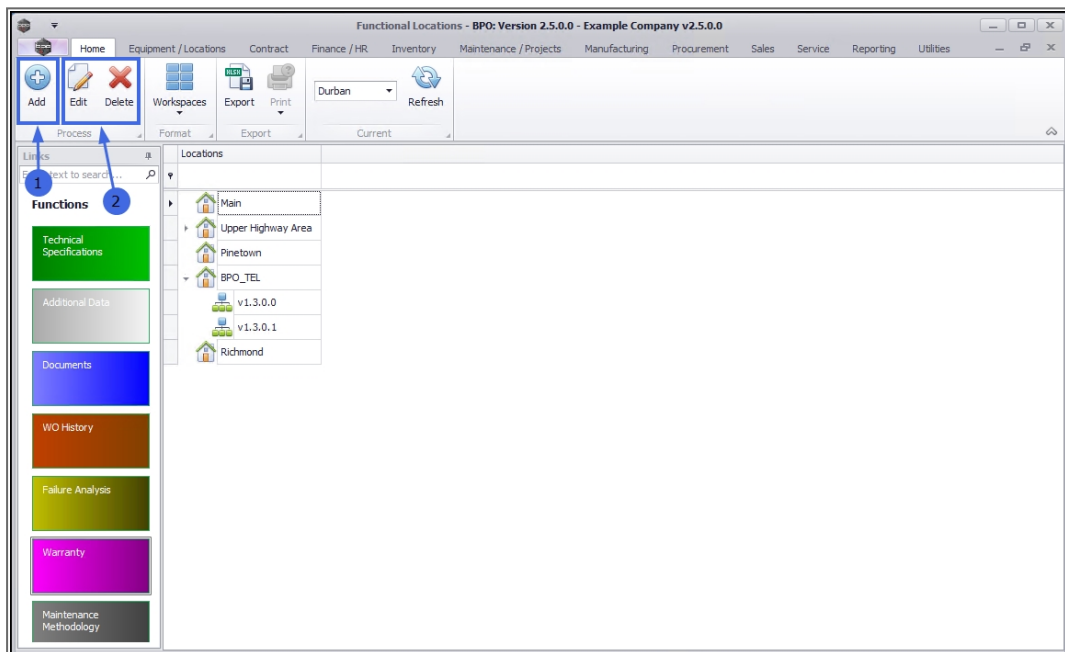 Functional Locations - BPO: Version 2.5.0.0 - Example Company v2.5.0.0
Home Equipment / Locations Contract Finance / HR Inventory Maintenance / Projects Manufacturing Procurement Sales Service Reporting Utilities
Add Edit Delete Workspaces Export Print Durban Refresh
Process Format Export Current
Links
text to search...
1
2
Functions
Technical
Specifications
Additional Data
Documents
WO History
Failure Analysis
Warranty
Maintenance
Methodology
Locations
Main
Upper Highway Area
Pinetown
BPO_TEL
v1.3.0.0
v1.3.0.1
Richmond